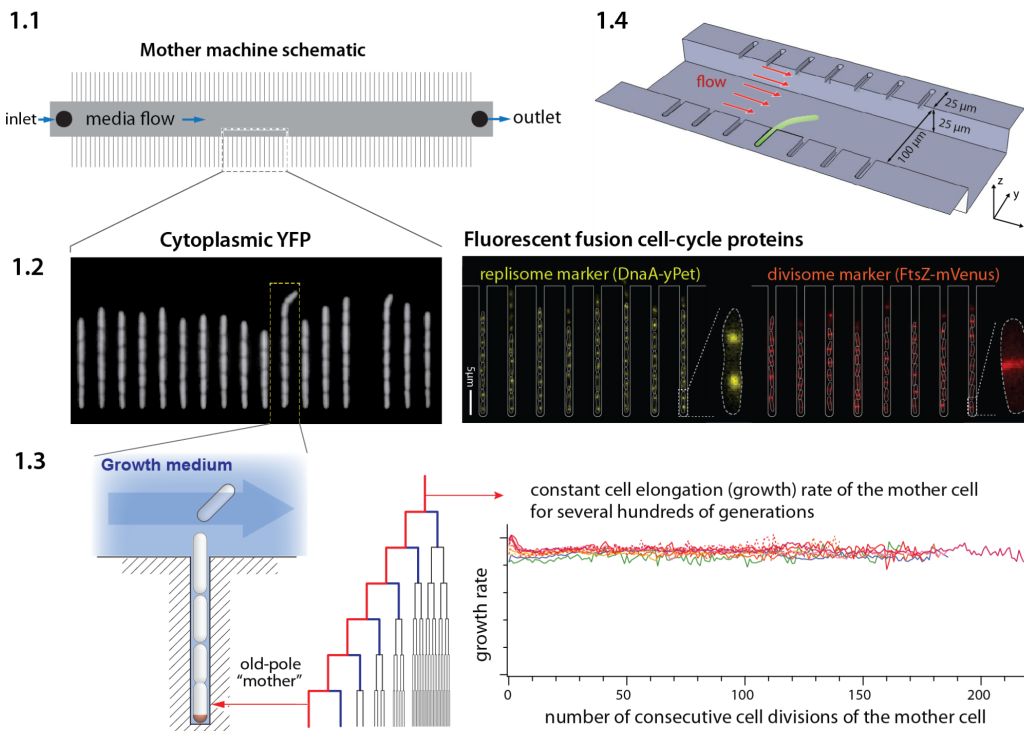 1.1
Mother machine schematic
inlet
media flow
outlet
1.4
flow
25 µm
25 µm
100 µm
z
y
1.2
Cytoplasmic YFP
Fluorescent fusion cell-cycle proteins
replisome marker (DnaA-yPet)
divisome marker (FtsZ-mVenus)
5µm
1.3
Growth medium
old-pole
“mother”
constant cell elongation (growth) rate of the mother cell
for several hundreds of generations
growth rate
0 50 100 150 200
number of consecutive cell divisions of the mother cell